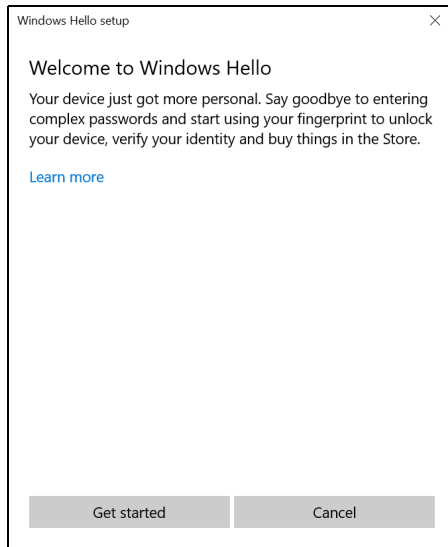 Windows Hello setup
Welcome to Windows Hello
Your device just got more personal. Say goodbye to entering
complex passwords and start using your fingerprint to unlock
your device, verify your identity and buy things in the Store.
Learn more
Get started
Cancel